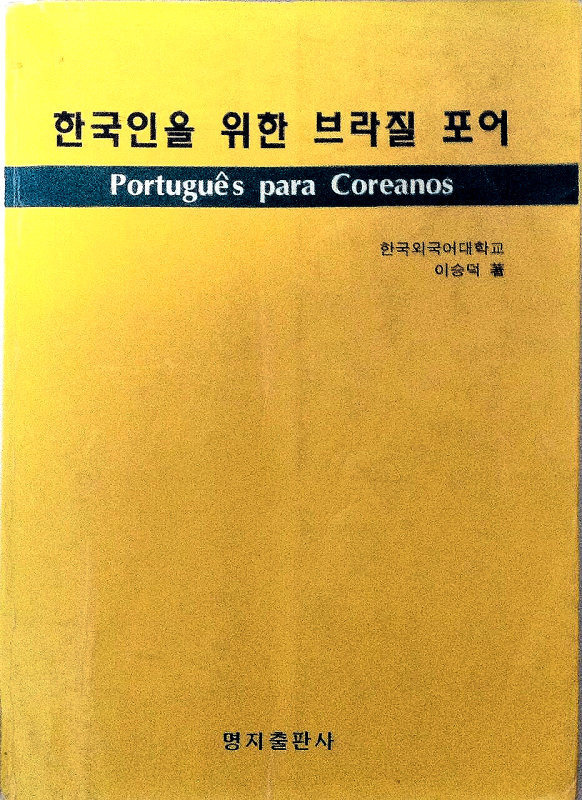 한국인을 위한 브라질 포어
Português para Coreanos
한국외국어대학교
이승덕 著
명지출판사